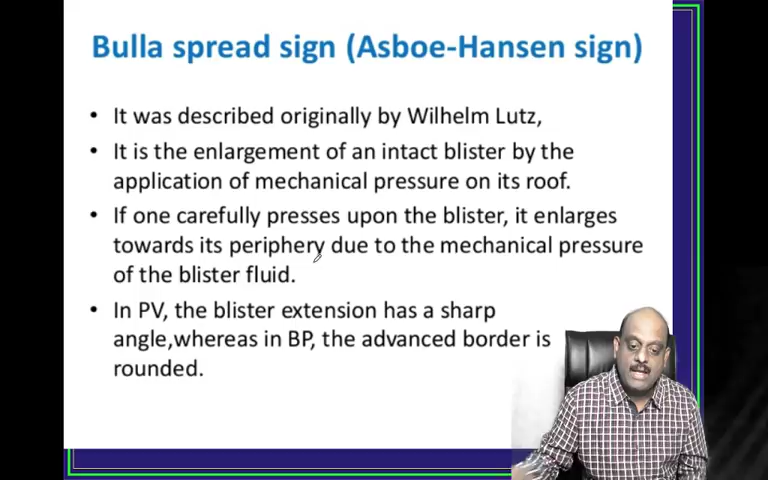 Bulla spread sign (Asboe-Hansen sign)
• It was described originally by Wilhelm Lutz,
• It is the enlargement of an intact blister by the
application of mechanical pressure on its roof.
• If one carefully presses upon the blister, it enlarges
towards its periphery due to the mechanical pressure
of the blister fluid.
• In PV, the blister extension has a sharp
angle,whereas in BP, the advanced border is
rounded.